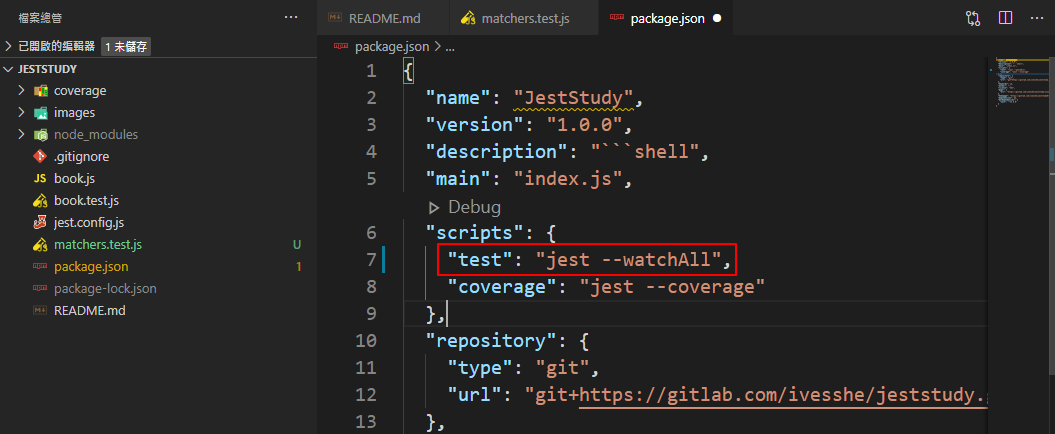 檔案總管 ···
已開啟的編輯器 1 未儲存
JESTSTUDY
coverage
images
node_modules
.gitignore
JS book.js
book.test.js
jest.config.js
matchers.test.js U
package.json 1
package-lock.json
README.md
README.md matchers.test.js package.json ● ···
package.json > ...
1 {
2 "name": "JestStudy",
3 "version": "1.0.0",
4 "description": "```shell",
5 "main": "index.js",
Debug
6 "scripts": {
7 "test": "jest --watchAll",
8 "coverage": "jest --coverage"
9 },
10 "repository": {
11 "type": "git",
12 "url": "git+https://gitlab.com/ivesshe/jeststudy.
13 },